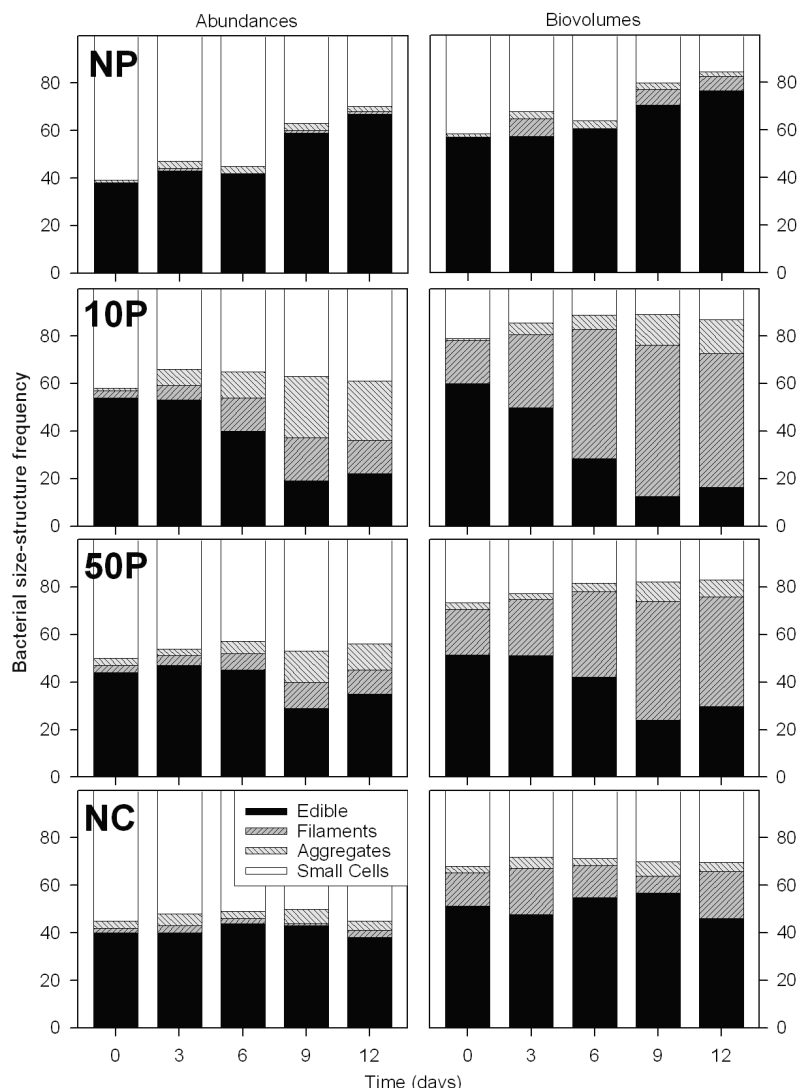 Abundances Biovolumes
NP
80 80
60 60
40 40
20 20
0 0
10P
80 80
60 60
40 40
20 20
0 0
Bacterial size-structure frequency
50P
80 80
60 60
40 40
20 20
0 0
NC
Edible
Filaments
Aggregates
Small Cells
80 80
60 60
40 40
20 20
0 0
0 3 6 9 12 0 3 6 9 12
Time (days)